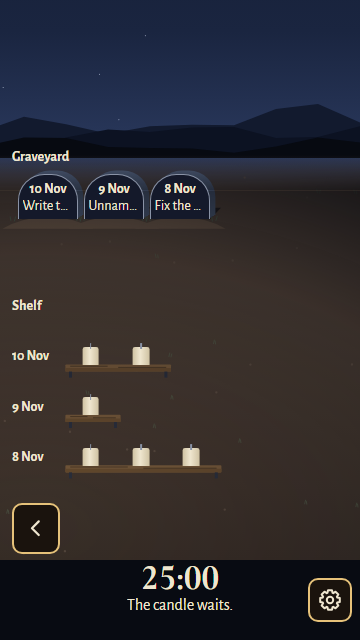 Graveyard
10 Nov
Write t...
9 Nov
Unnam...
8 Nov
Fix the ...
Shelf
10 Nov
9 Nov
8 Nov
25:00
The candle waits.